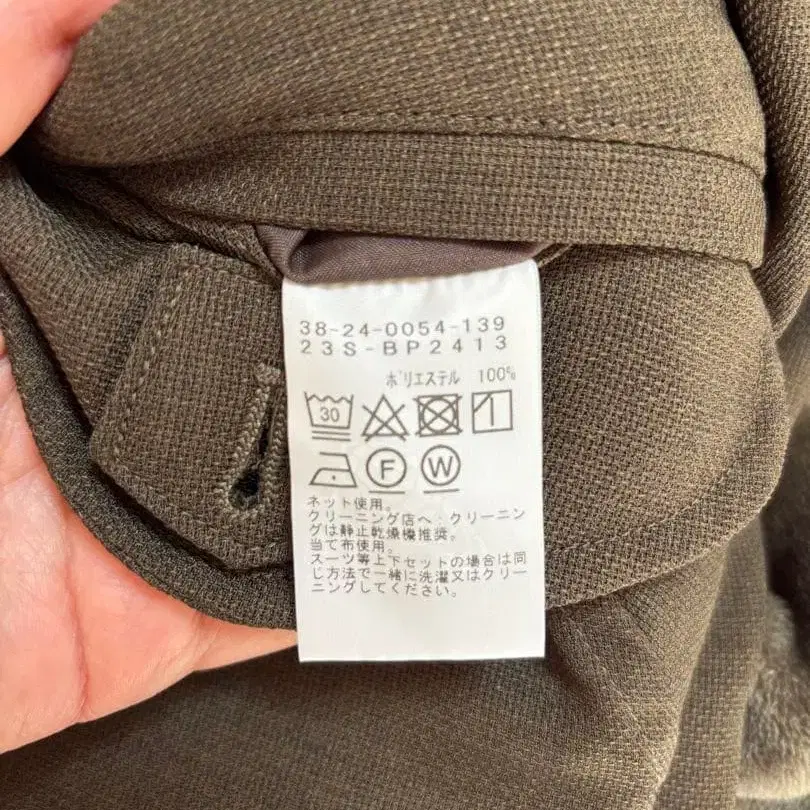 38-24-0054-139
23S-BP2413
ポリエステル 100%
30
F W
ネット使用。
クリーニング店へ・クリーニン
グは静止乾燥機推奨。
当て布使用。
スーツ等上下セットの場合は同
じ方法で一緒に洗濯又はクリー
ニングしてください。